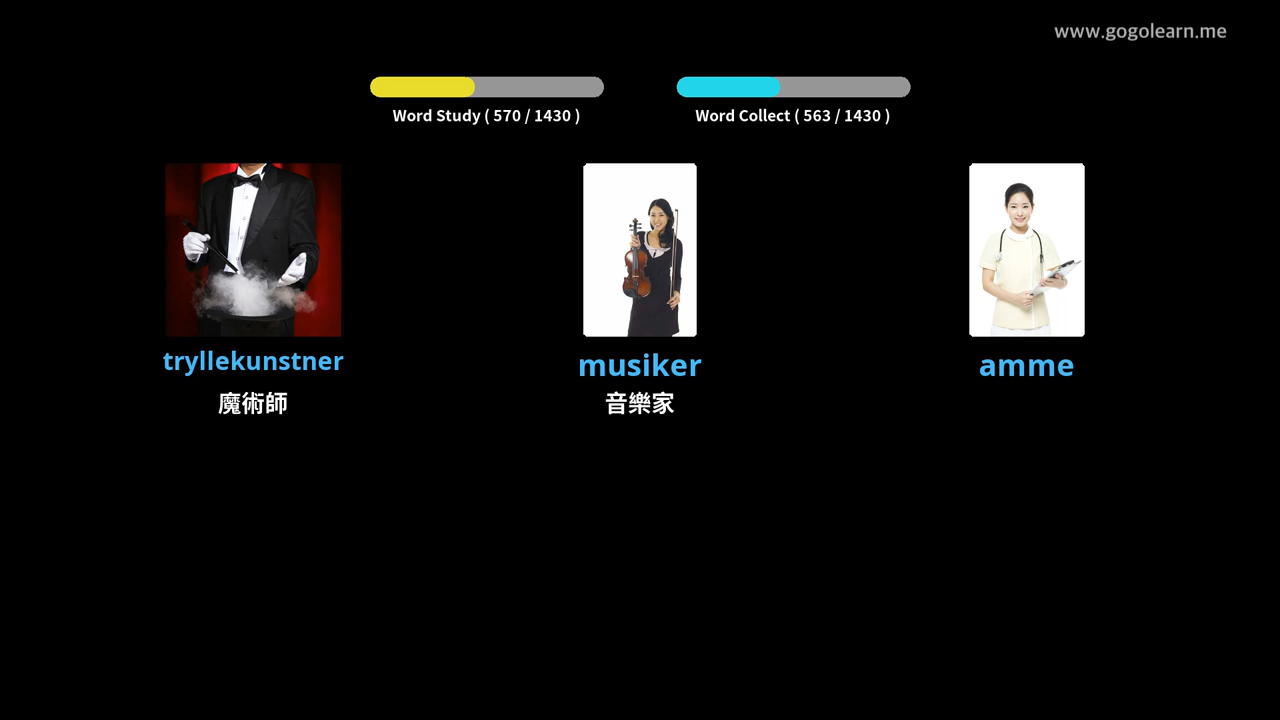 www.gogolearn.me
Word Study ( 570 / 1430 )
Word Collect ( 563 / 1430 )
tryllekunstner
musiker
amme
魔術師
音樂家